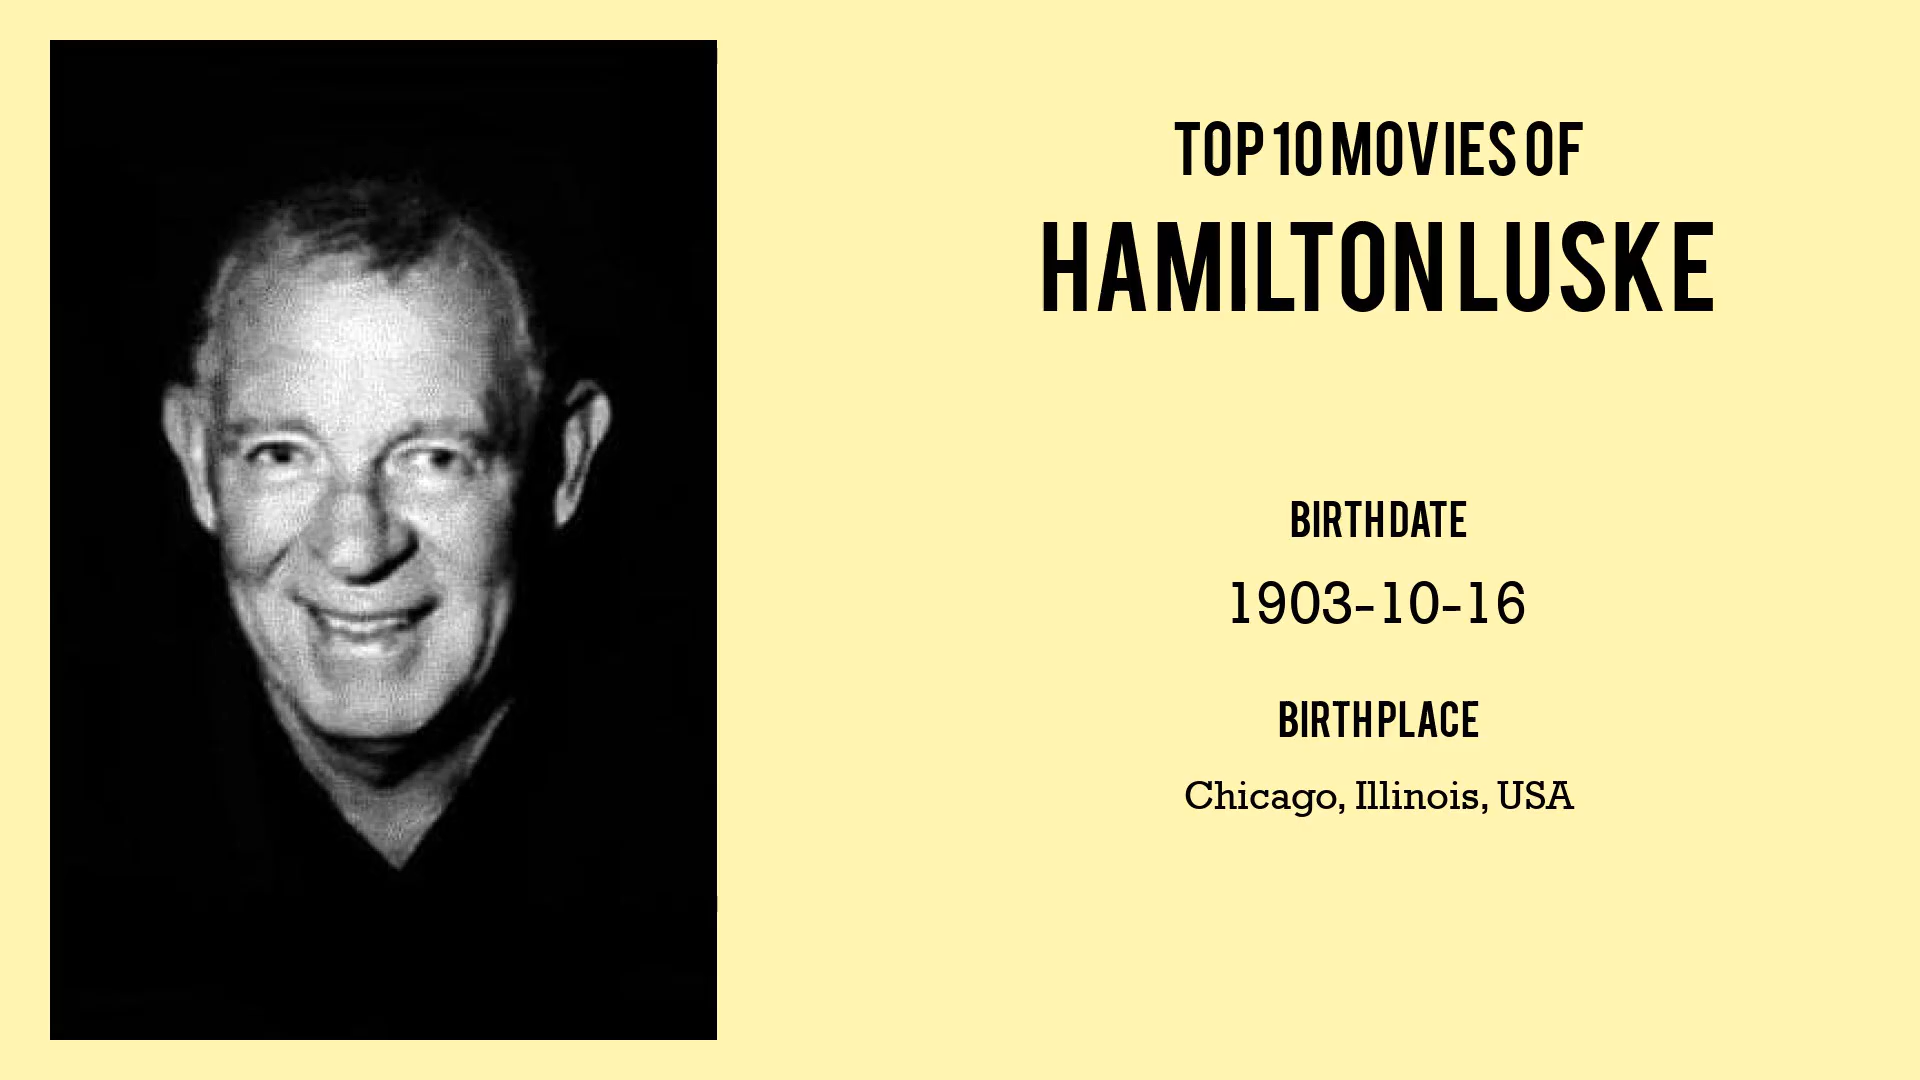 TOP 10 MOVIES OF
HAMILTON LUSKE
BIRTHDATE
1903-10-16
BIRTHPLACE
Chicago, Illinois, USA